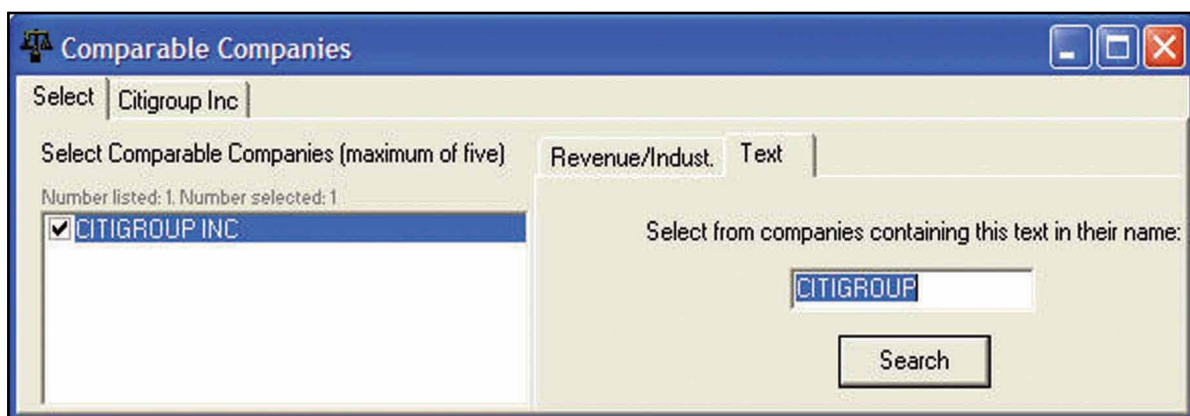 Comparable Companies
Select
Citigroup Inc
Select Comparable Companies (maximum of five)
Number listed: 1. Number selected: 1
CITIGROUP INC
Revenue/Indust.
Text
Select from companies containing this text in their name:
CITIGROUP
Search